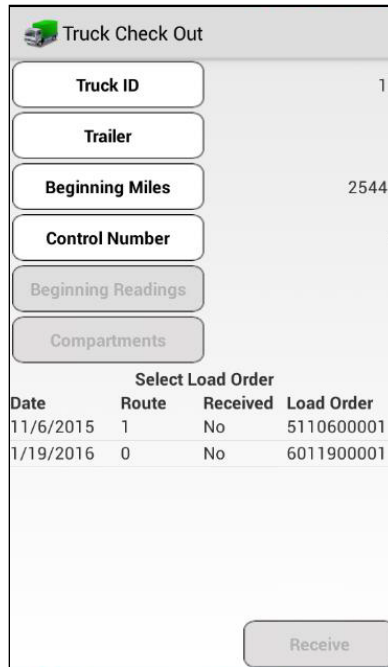 Truck Check Out
Truck ID 1
Trailer
Beginning Miles 2544
Control Number
Beginning Readings
Compartments
Select Load Order
Date Route Received Load Order
11/6/2015 1 No 5110600001
1/19/2016 0 No 6011900001
Receive